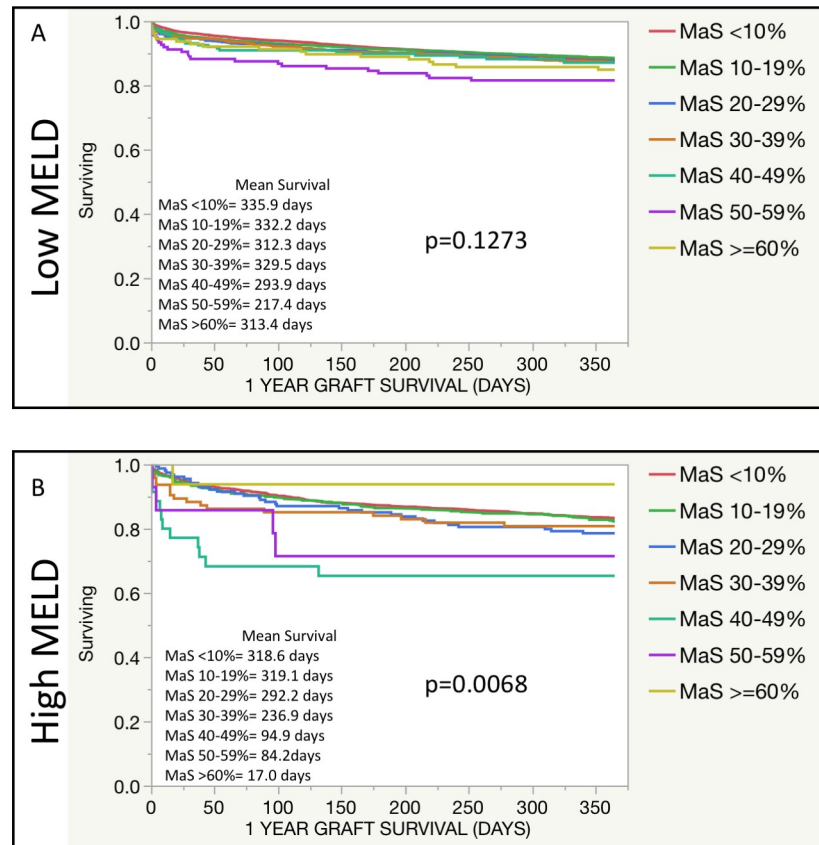 A
Low MELD
Surviving
1.0
0.8
0.6
0.4
0.2
0.0
Mean Survival
MaS <10%= 335.9 days
MaS 10-19%= 332.2 days
MaS 20-29%= 312.3 days
MaS 30-39%= 329.5 days
MaS 40-49%= 293.9 days
MaS 50-59%= 217.4 days
MaS >60%= 313.4 days
p=0.1273
0 50 100 150 200 250 300 350
1 YEAR GRAFT SURVIVAL (DAYS)
MaS <10%
MaS 10-19%
MaS 20-29%
MaS 30-39%
MaS 40-49%
MaS 50-59%
MaS >=60%
B
High MELD
Surviving
1.0
0.8
0.6
0.4
0.2
0.0
Mean Survival
MaS <10%= 318.6 days
MaS 10-19%= 319.1 days
MaS 20-29%= 292.2 days
MaS 30-39%= 236.9 days
MaS 40-49%= 94.9 days
MaS 50-59%= 84.2days
MaS >60%= 17.0 days
p=0.0068
0 50 100 150 200 250 300 350
1 YEAR GRAFT SURVIVAL (DAYS)
MaS <10%
MaS 10-19%
MaS 20-29%
MaS 30-39%
MaS 40-49%
MaS 50-59%
MaS >=60%